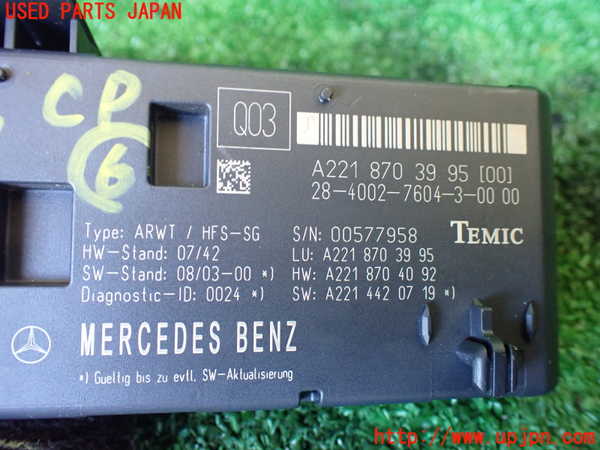 USED PARTS JAPAN
CP
6
Q03
A221 870 39 95 [00]
28-4002-7604-3-00 00
Type: ARWT / HFS-SG
S/N: 00577958
TEMIC
HW-Stand: 07/42
LU: A221 870 39 95
SW-Stand: 08/03-00 *)
HW: A221 870 40 92
Diagnostic-ID: 0024 *)
SW: A221 442 07 19 *)
MERCEDES BENZ
*) Gueltig bis zu evtl. SW-Aktualisierung
Copyright © www.upjpn.com